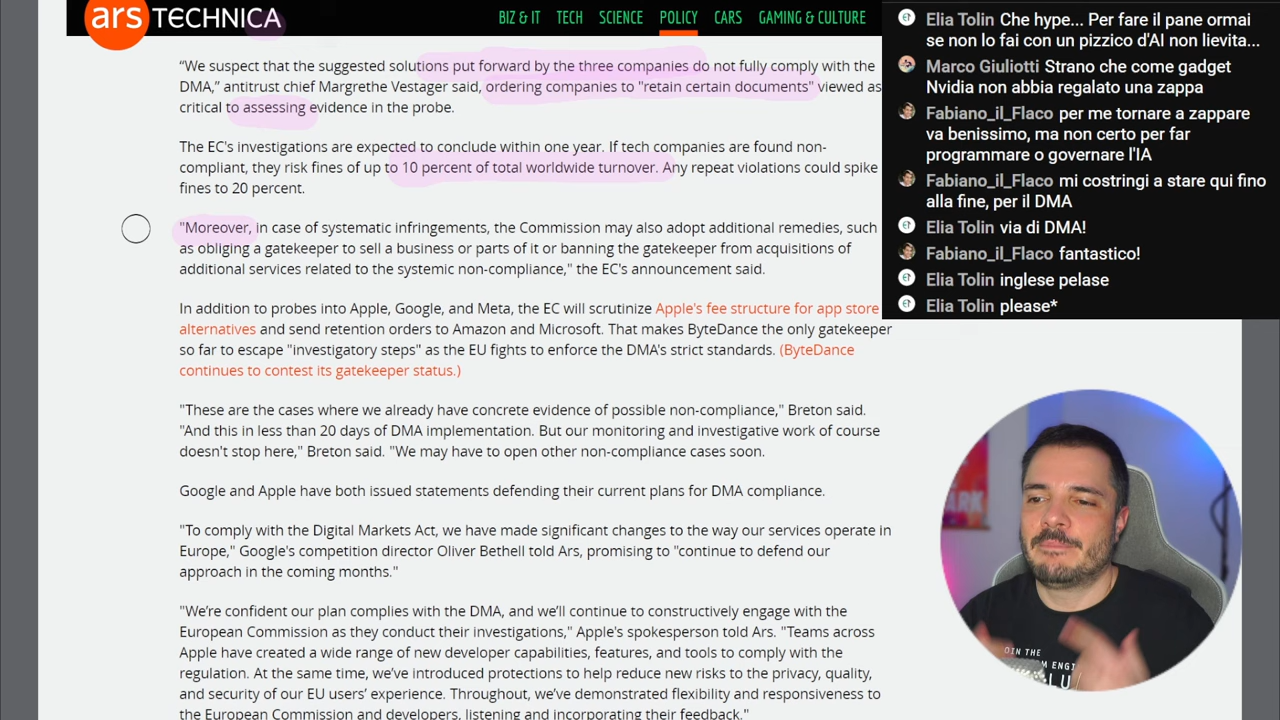 ars TECHNICA
BIZ & IT TECH SCIENCE POLICY CARS GAMING & CULTURE
“We suspect that the suggested solutions put forward by the three companies do not fully comply with the
DMA,” antitrust chief Margrethe Vestager said, ordering companies to "retain certain documents" viewed as
critical to assessing evidence in the probe.
The EC's investigations are expected to conclude within one year. If tech companies are found non-
compliant, they risk fines of up to 10 percent of total worldwide turnover. Any repeat violations could spike
fines to 20 percent.
"Moreover, in case of systematic infringements, the Commission may also adopt additional remedies, such
as obliging a gatekeeper to sell a business or parts of it or banning the gatekeeper from acquisitions of
additional services related to the systemic non-compliance," the EC's announcement said.
In addition to probes into Apple, Google, and Meta, the EC will scrutinize Apple's fee structure for app store
alternatives and send retention orders to Amazon and Microsoft. That makes ByteDance the only gatekeeper
so far to escape "investigatory steps" as the EU fights to enforce the DMA's strict standards. (ByteDance
continues to contest its gatekeeper status.)
"These are the cases where we already have concrete evidence of possible non-compliance," Breton said.
"And this in less than 20 days of DMA implementation. But our monitoring and investigative work of course
doesn't stop here," Breton said. "We may have to open other non-compliance cases soon.
Google and Apple have both issued statements defending their current plans for DMA compliance.
"To comply with the Digital Markets Act, we have made significant changes to the way our services operate in
Europe," Google's competition director Oliver Bethell told Ars, promising to "continue to defend our
approach in the coming months."
"We’re confident our plan complies with the DMA, and we’ll continue to constructively engage with the
European Commission as they conduct their investigations," Apple's spokesperson told Ars. "Teams across
Apple have created a wide range of new developer capabilities, features, and tools to comply with the
regulation. At the same time, we’ve introduced protections to help reduce new risks to the privacy, quality,
and security of our EU users’ experience. Throughout, we’ve demonstrated flexibility and responsiveness to
the European Commission and developers, listening and incorporating their feedback."
Elia Tolin Che hype... Per fare il pane ormai
se non lo fai con un pizzico d'AI non lievita...
Marco Giuliotti Strano che come gadget
Nvidia non abbia regalato una zappa
Fabiano_il_Flaco per me tornare a zappare
va benissimo, ma non certo per far
programmare o governare l'IA
Fabiano_il_Flaco mi costringi a stare qui fino
alla fine, per il DMA
Elia Tolin via di DMA!
Fabiano_il_Flaco fantastico!
Elia Tolin inglese pelase
Elia Tolin please*